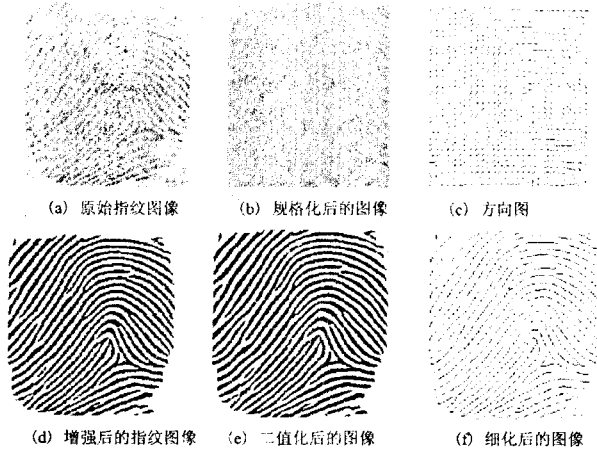 (a) 原始指纹图像
(b) 规格化后的图像
(c) 方向图
(d) 增强后的指纹图像
(e) 二值化后的图像
(f) 细化后的图像